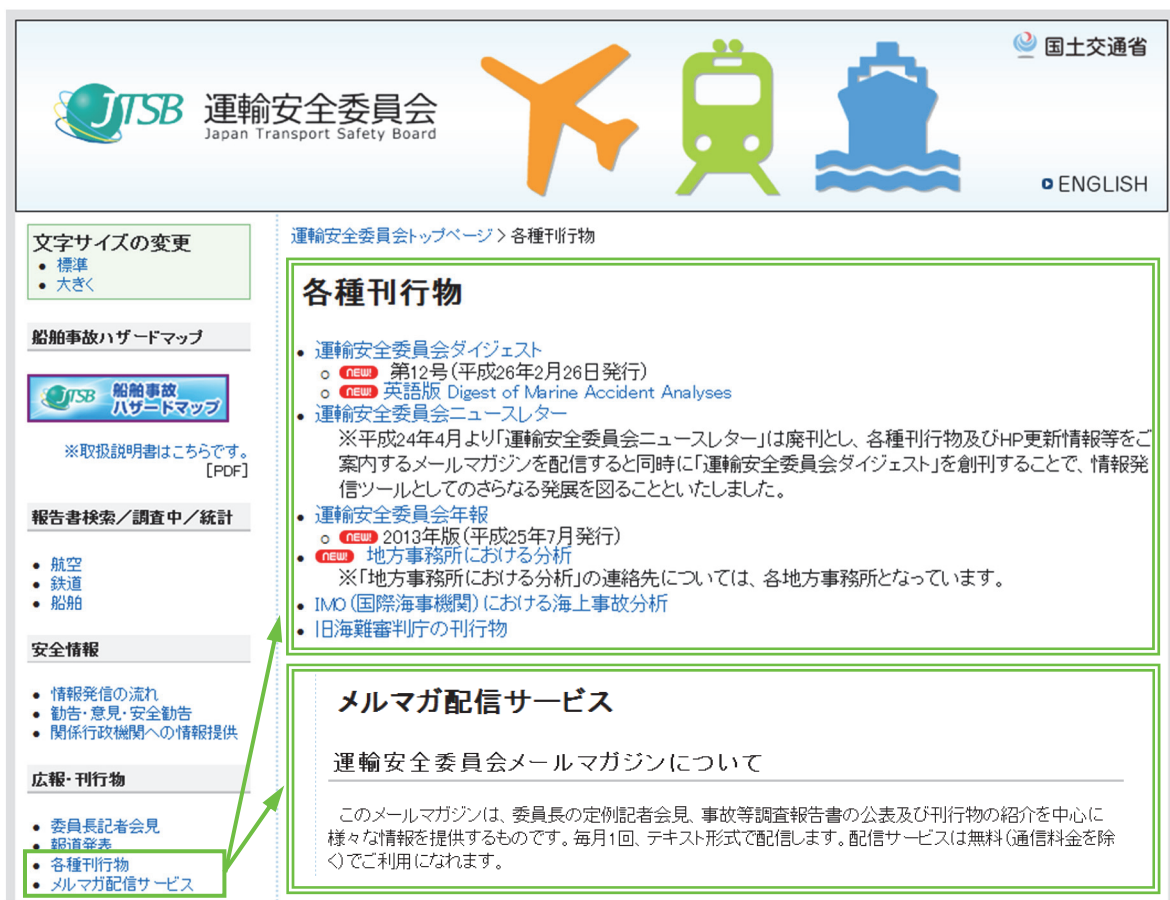 国土交通省
JTSB 運輸安全委員会
Japan Transport Safety Board
ENGLISH
文字サイズの変更
• 標準
• 大きく
船舶事故ハザードマップ
JTSB 船舶事故
ハザードマップ
※取扱説明書はこちらです。
[PDF]
報告書検索／調査中／統計
• 航空
• 鉄道
• 船舶
安全情報
• 情報発信の流れ
• 勧告・意見・安全勧告
• 関係行政機関への情報提供
広報・刊行物
• 委員長記者会見
• 報道発表
• 各種刊行物
• メルマガ配信サービス
運輸安全委員会トップページ > 各種刊行物
各種刊行物
• 運輸安全委員会ダイジェスト
○ NEW! 第12号(平成26年2月26日発行)
○ NEW! 英語版 Digest of Marine Accident Analyses
• 運輸安全委員会ニュースレター
※平成24年4月より「運輸安全委員会ニュースレター」は廃刊とし、各種刊行物及びHP更新情報等をご
案内するメールマガジンを配信すると同時に「運輸安全委員会ダイジェスト」を創刊することで、情報発
信ツールとしてのさらなる発展を図ることといたしました。
• 運輸安全委員会年報
○ NEW! 2013年版(平成25年7月発行)
• NEW! 地方事務所における分析
※「地方事務所における分析」の連絡先については、各地方事務所となっています。
• IMO(国際海事機関)における海上事故分析
• 旧海難審判庁の刊行物
メルマガ配信サービス
運輸安全委員会メールマガジンについて
このメールマガジンは、委員長の定例記者会見、事故等調査報告書の公表及び刊行物の紹介を中心に
様々な情報を提供するものです。毎月1回、テキスト形式で配信します。配信サービスは無料(通信料金を除
く)でご利用になれます。